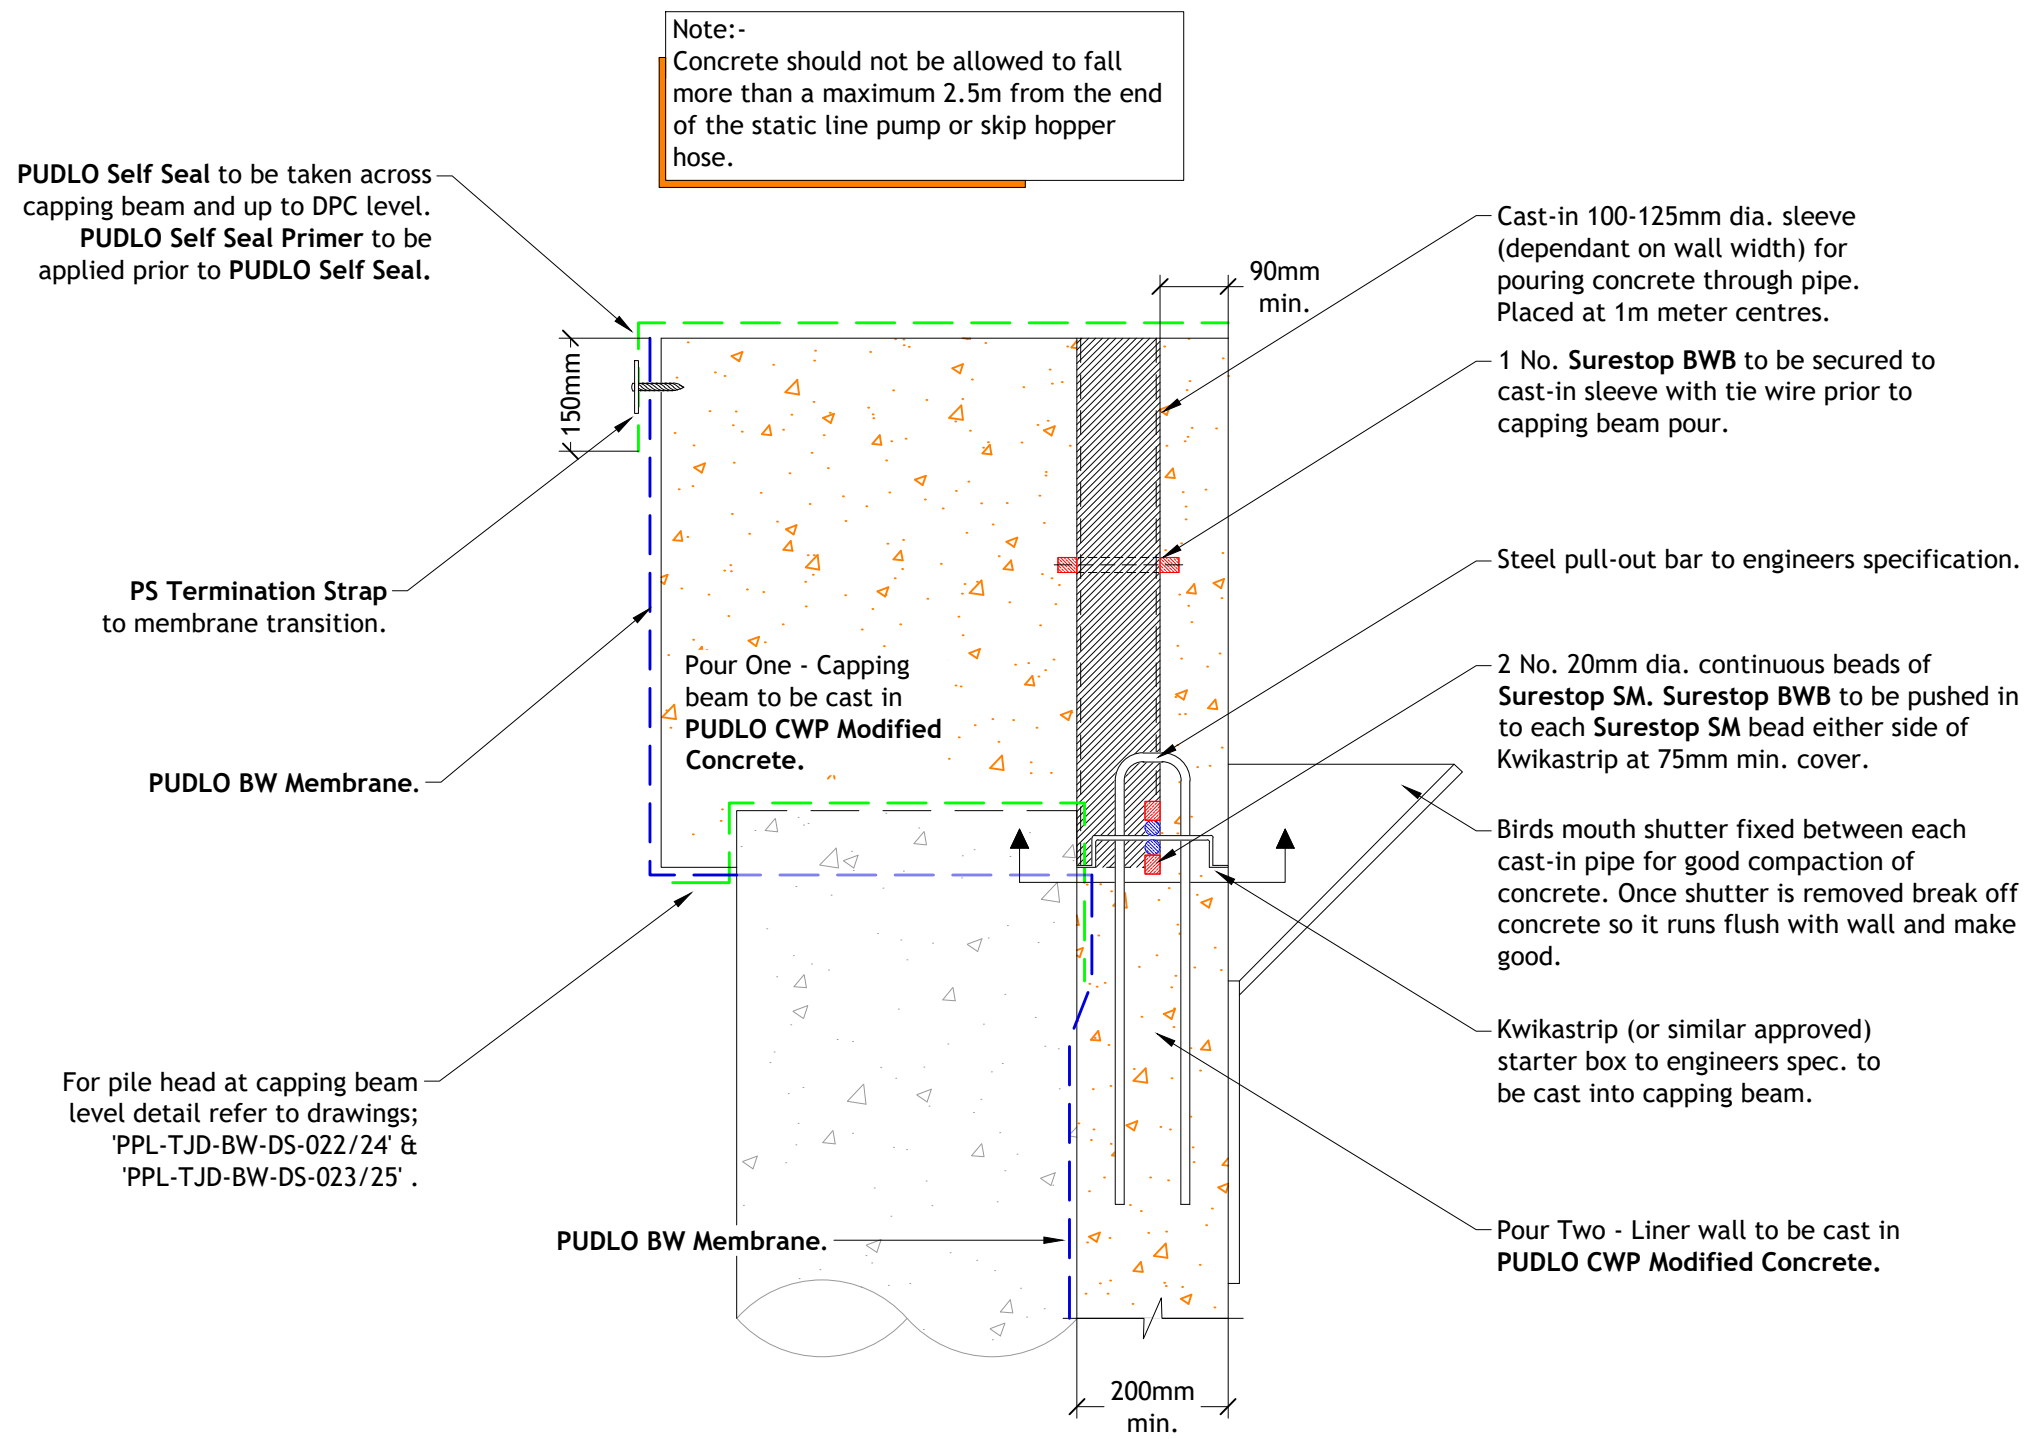 Note:-
Concrete should not be allowed to fall
more than a maximum 2.5m from the end
of the static line pump or skip hopper
hose.
PUDLO Self Seal to be taken across
capping beam and up to DPC level.
PUDLO Self Seal Primer to be
applied prior to PUDLO Self Seal.
90mm
min.
Cast-in 100-125mm dia. sleeve
(dependant on wall width) for
pouring concrete through pipe.
Placed at 1m meter centres.
150mm
1 No. Surestop BWB to be secured to
cast-in sleeve with tie wire prior to
capping beam pour.
Steel pull-out bar to engineers specification.
PS Termination Strap
to membrane transition.
Pour One - Capping
beam to be cast in
PUDLO CWP Modified
Concrete.
2 No. 20mm dia. continuous beads of
Surestop SM. Surestop BWB to be pushed in
to each Surestop SM bead either side of
Kwikastrip at 75mm min. cover.
PUDLO BW Membrane.
Birds mouth shutter fixed between each
cast-in pipe for good compaction of
concrete. Once shutter is removed break off
concrete so it runs flush with wall and make
good.
Kwikastrip (or similar approved)
starter box to engineers spec. to
be cast into capping beam.
For pile head at capping beam
level detail refer to drawings;
'PPL-TJD-BW-DS-022/24' &
'PPL-TJD-BW-DS-023/25' .
PUDLO BW Membrane.
Pour Two - Liner wall to be cast in
PUDLO CWP Modified Concrete.
200mm
min.